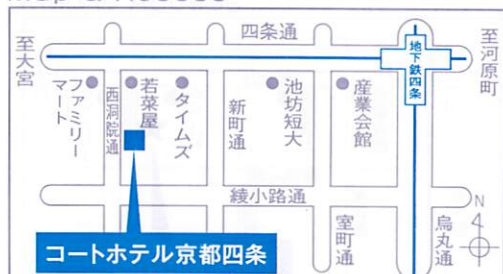 四条通
至大宮
地下鉄四条
至河原町
ファミリーマート
西洞院通
若菜屋
タイムズ
新町通
池坊短大
産業会館
綾小路通
室町通
烏丸通
N
コートホテル京都四条